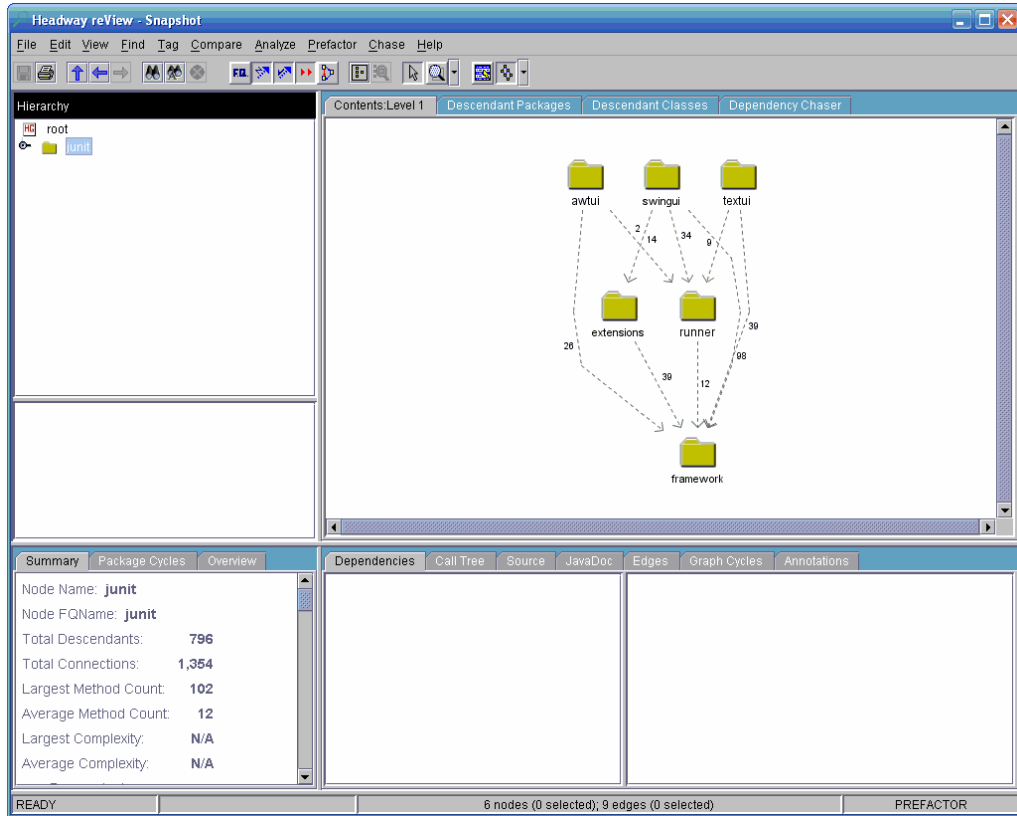 Headway reView - Snapshot
File Edit View Find Tag Compare Analyze Prefactor Chase Help
FQ
Hierarchy
HG root
junit
Contents:Level 1 Descendant Packages Descendant Classes Dependency Chaser
awtui swingui textui
2 14 34 9
extensions runner
26 39 98
39 12
framework
Summary Package Cycles Overview
Node Name: junit
Node FQName: junit
Total Descendants: 796
Total Connections: 1,354
Largest Method Count: 102
Average Method Count: 12
Largest Complexity: N/A
Average Complexity: N/A
Dependencies Call Tree Source JavaDoc Edges Graph Cycles Annotations
READY 6 nodes (0 selected); 9 edges (0 selected) PREFACTOR